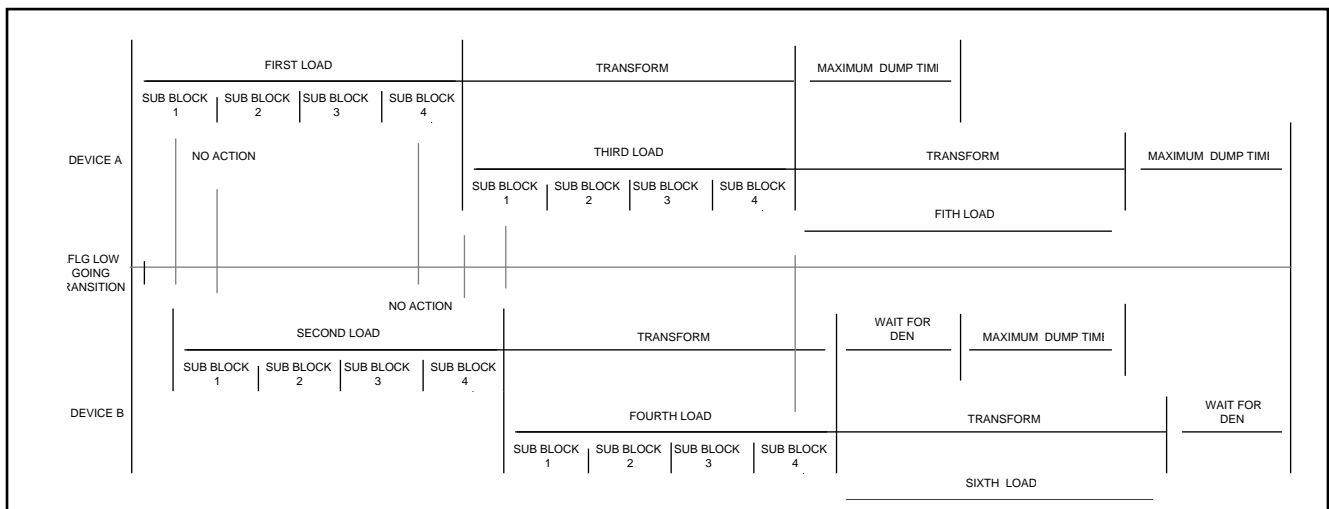 FIRST LOAD
TRANSFORM
MAXIMUM DUMP TIMI
SUB BLOCK
1
SUB BLOCK
2
SUB BLOCK
3
SUB BLOCK
4
DEVICE A
NO ACTION
THIRD LOAD
TRANSFORM
MAXIMUM DUMP TIMI
SUB BLOCK
1
SUB BLOCK
2
SUB BLOCK
3
SUB BLOCK
4
FITH LOAD
FLG LOW
GOING
RANSITION
NO ACTION
SECOND LOAD
TRANSFORM
WAIT FOR
DEN
MAXIMUM DUMP TIMI
SUB BLOCK
1
SUB BLOCK
2
SUB BLOCK
3
SUB BLOCK
4
DEVICE B
FOURTH LOAD
TRANSFORM
WAIT FOR
DEN
SUB BLOCK
1
SUB BLOCK
2
SUB BLOCK
3
SUB BLOCK
4
SIXTH LOAD